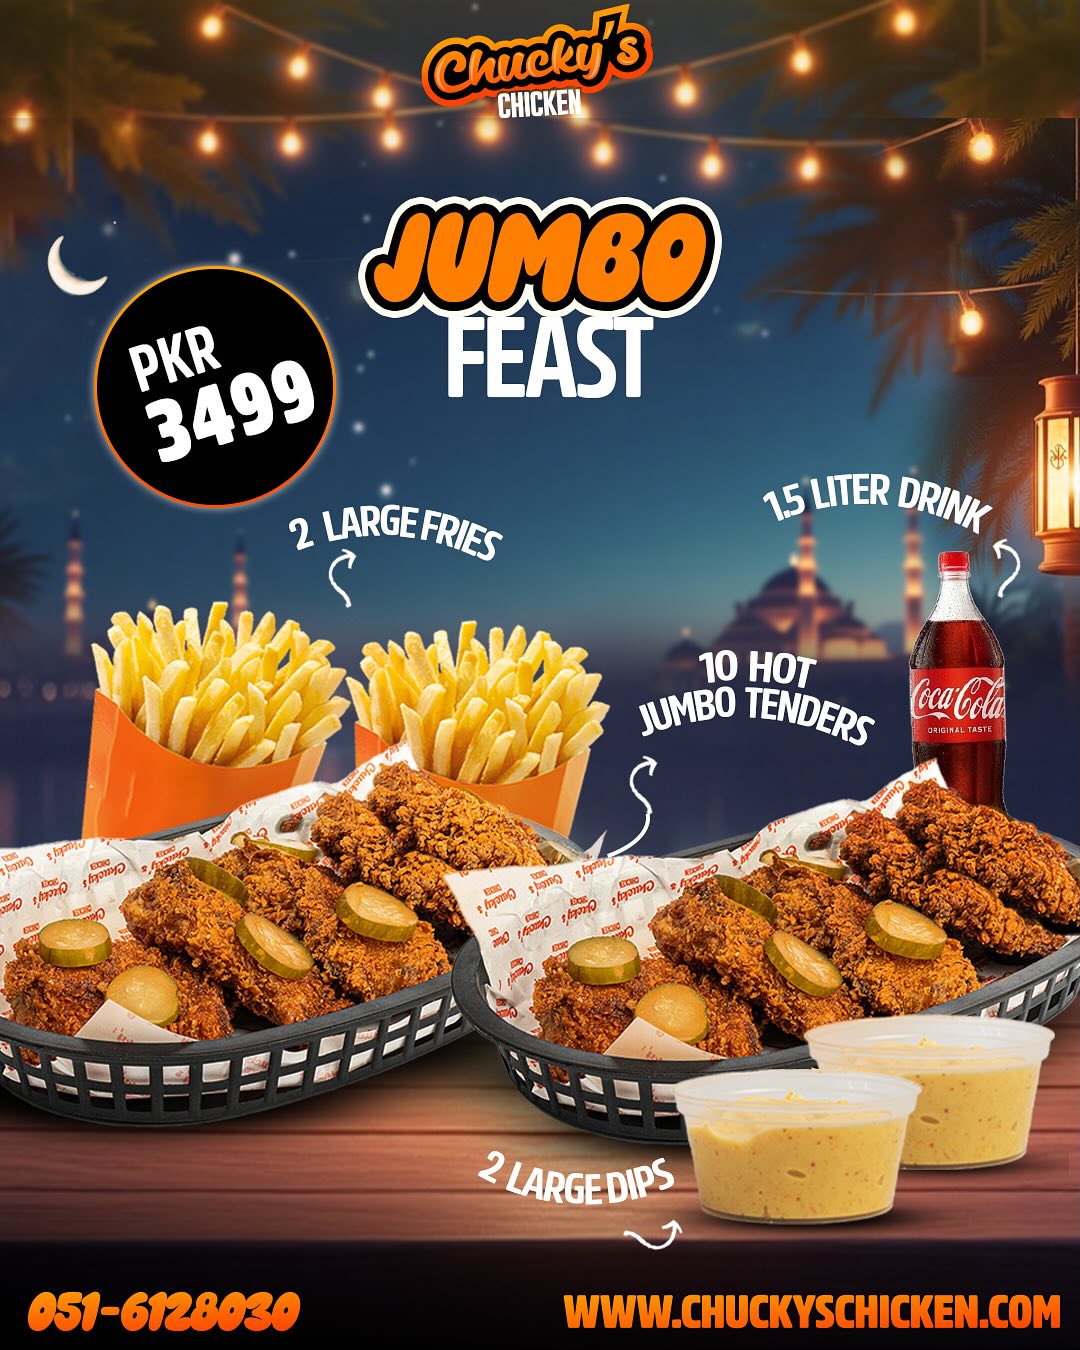 Chucky's
CHICKEN
JUMBO
FEAST
PKR
3499
2 LARGE FRIES
1.5 LITER DRINK
10 HOT
JUMBO TENDERS
Coca-Cola
ORIGINAL TASTE
2 LARGE DIPS
051-6128030
WWW.CHUCKYSCHICKEN.COM